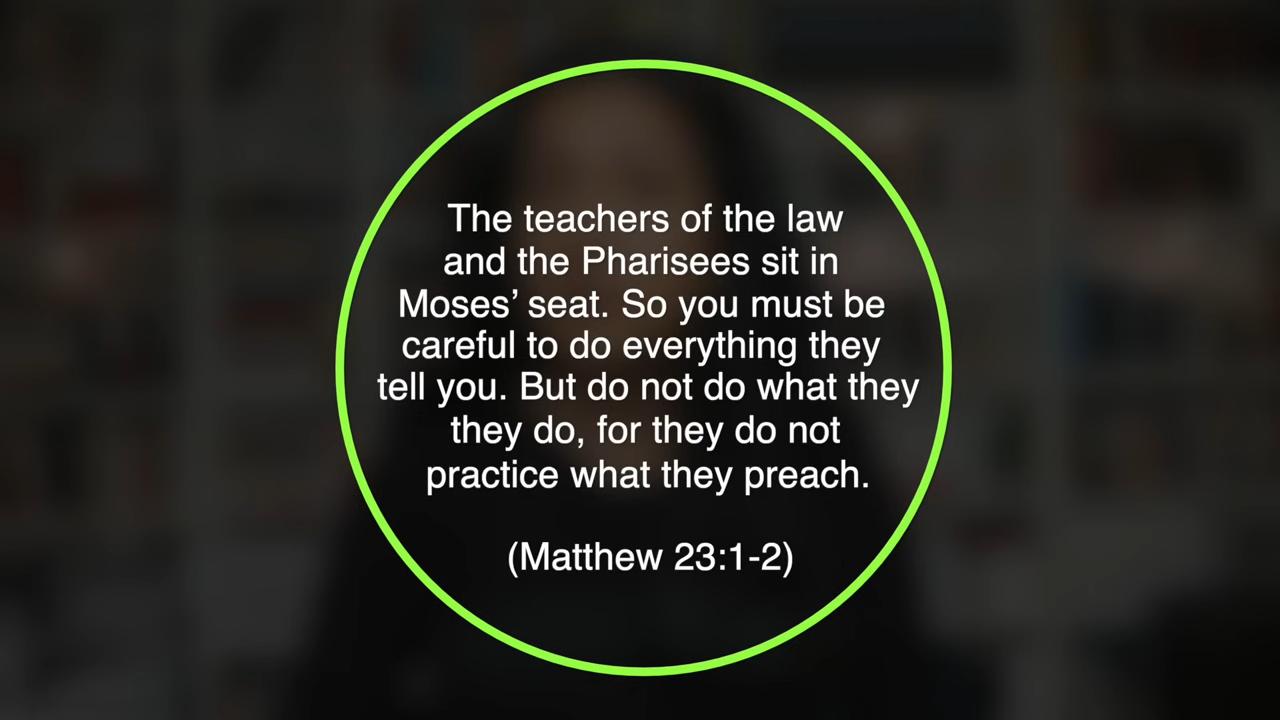 The teachers of the law
and the Pharisees sit in
Moses’ seat. So you must be
careful to do everything they
tell you. But do not do what they
they do, for they do not
practice what they preach.
(Matthew 23:1-2)